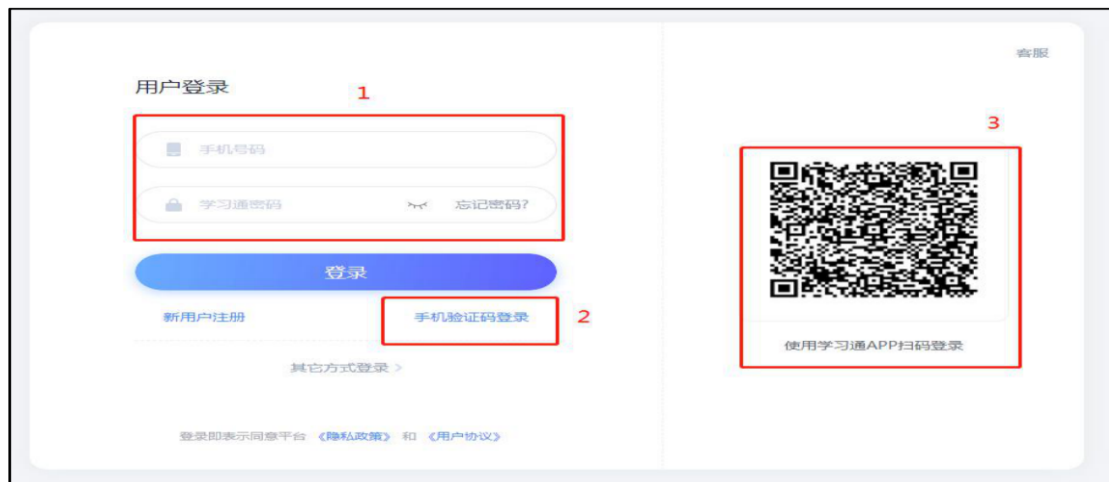 客服
用户登录
1
3
手机号码
学习通密码 忘记密码?
登录
新用户注册 手机验证码登录 2
使用学习通APP扫码登录
其它方式登录 >
登录即表示同意平台 《隐私政策》 和 《用户协议》